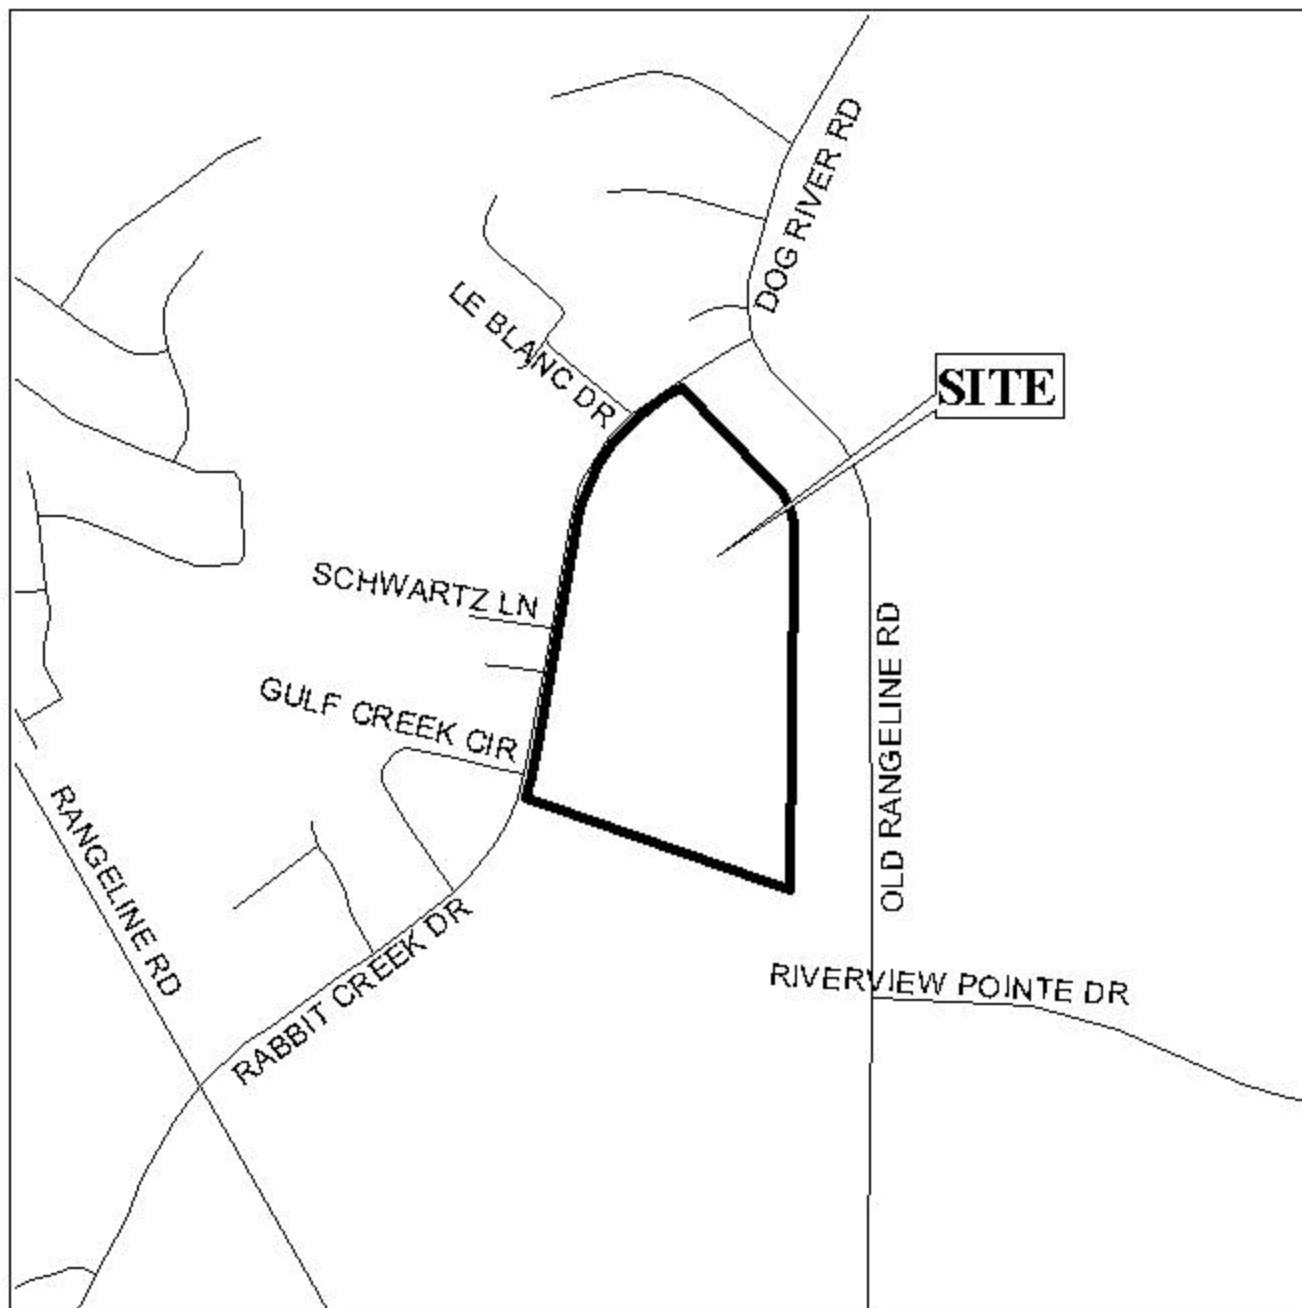 DOG RIVER RD
LE BLANC DR
SITE
SCHWARTZ LN
GULF CREEK CIR
OLD RANGELINE RD
RANGELINE RD
RABBIT CREEK DR
RIVERVIEW POINTE DR